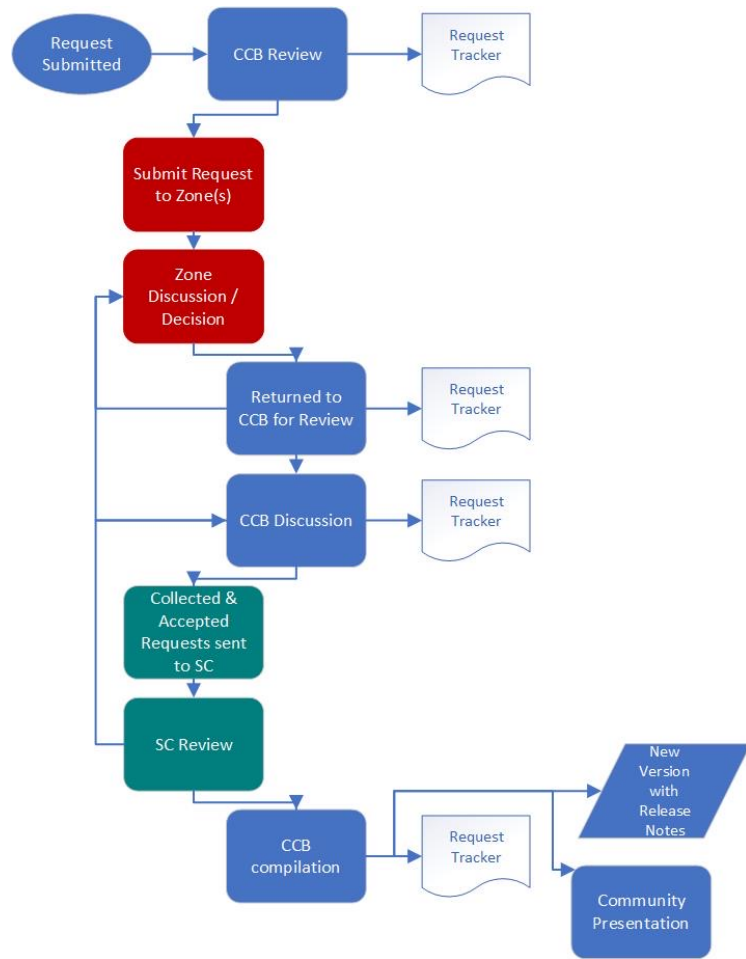 Request
Submitted
CCB Review
Request
Tracker
Submit Request
to Zone(s)
Zone
Discussion /
Decision
Returned to
CCB for Review
Request
Tracker
CCB Discussion
Request
Tracker
Collected &
Accepted
Requests sent
to SC
SC Review
New
Version
with
Release
Notes
CCB
compilation
Request
Tracker
Community
Presentation